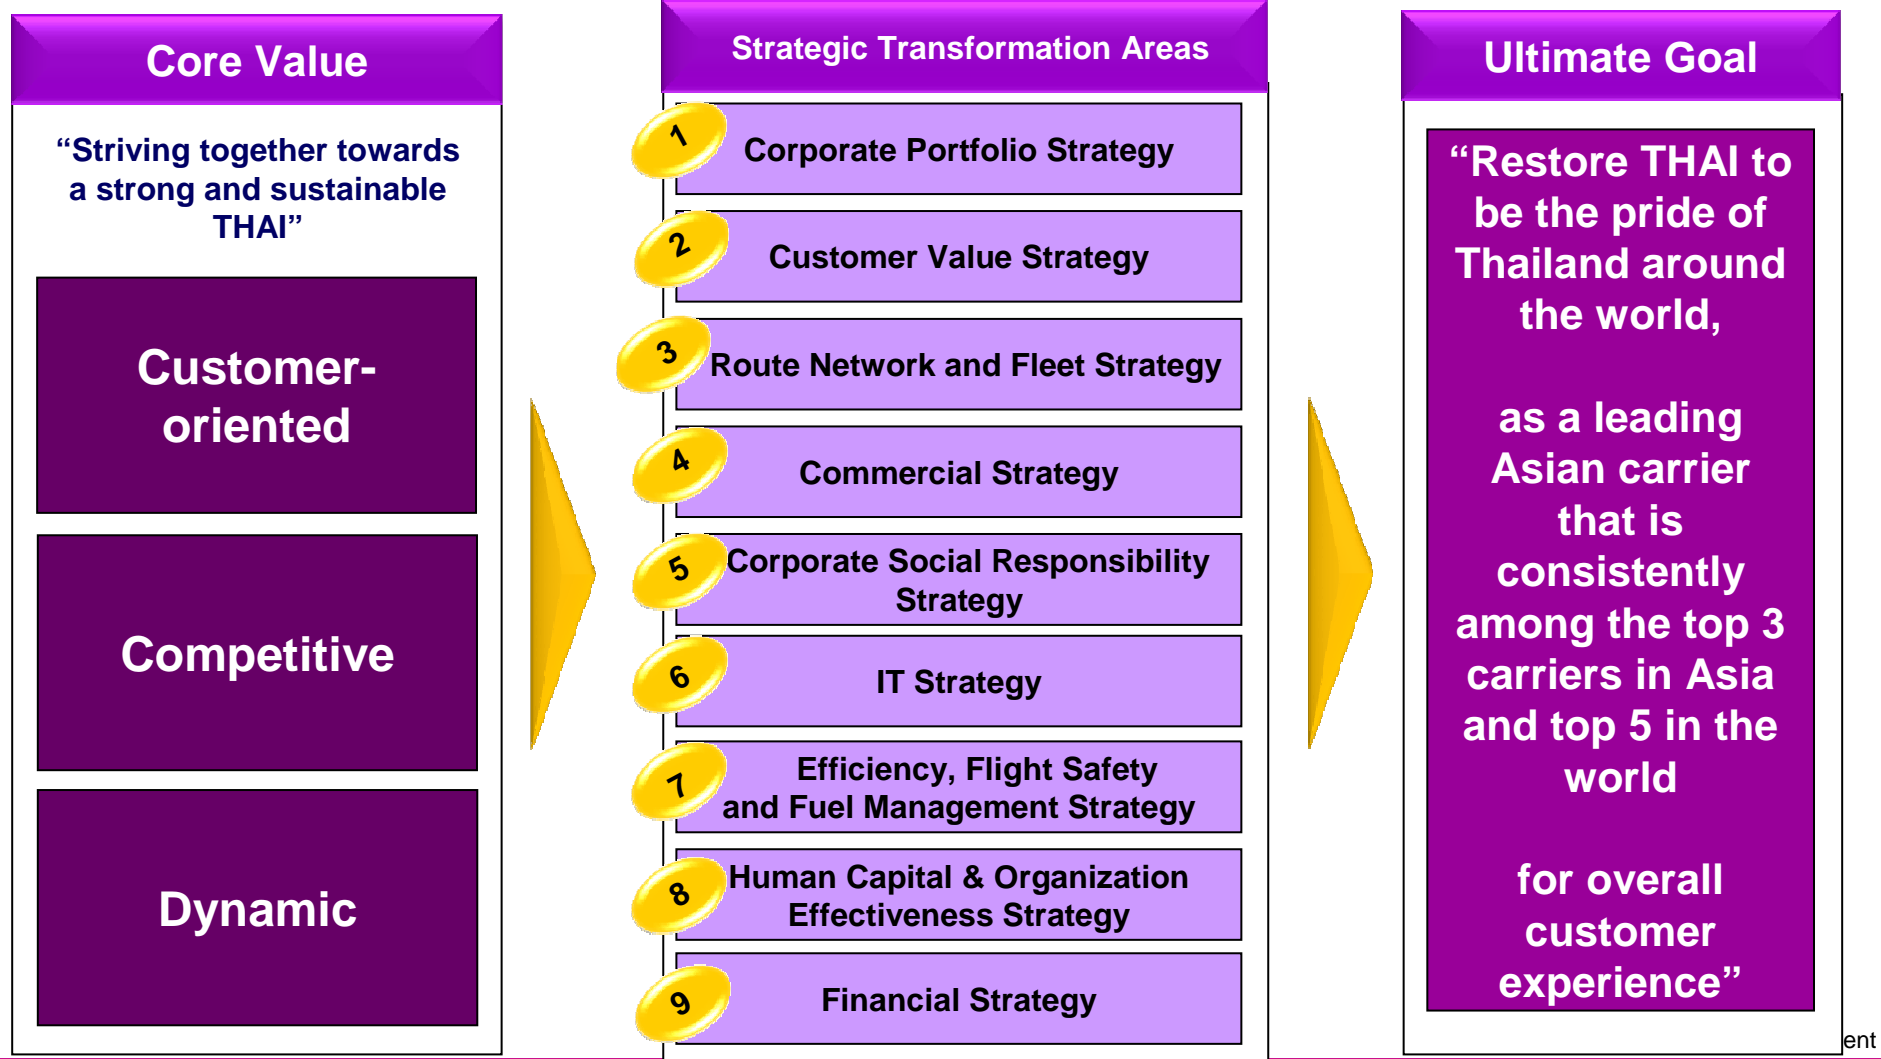 Core Value
“Striving together towards
a strong and sustainable
THAI”
Customer-
oriented
Competitive
Dynamic
Strategic Transformation Areas
1
Corporate Portfolio Strategy
2
Customer Value Strategy
3
Route Network and Fleet Strategy
4
Commercial Strategy
5
Corporate Social Responsibility
Strategy
6
IT Strategy
7
Efficiency, Flight Safety
and Fuel Management Strategy
8
Human Capital & Organization
Effectiveness Strategy
9
Financial Strategy
Ultimate Goal
“Restore THAI to
be the pride of
Thailand around
the world,
as a leading
Asian carrier
that is
consistently
among the top 3
carriers in Asia
and top 5 in the
world
for overall
customer
experience”
ent